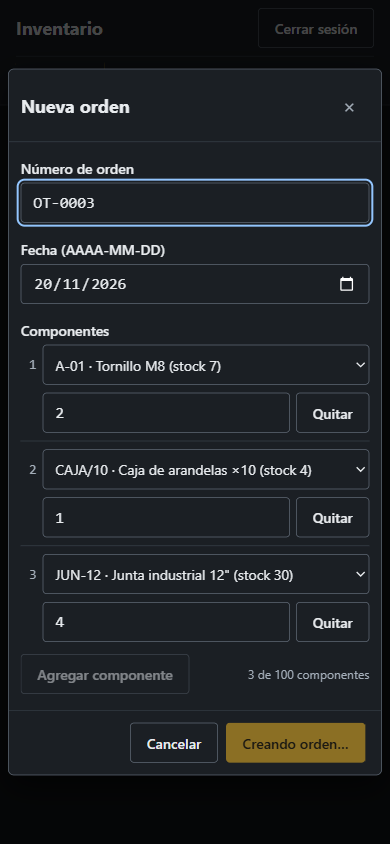 Inventario
Cerrar sesión
Nueva orden
×
Número de orden
OT-0003
Fecha (AAAA-MM-DD)
20/11/2026
Componentes
1
A-01 · Tornillo M8 (stock 7)
2
Quitar
2
CAJA/10 · Caja de arandelas ×10 (stock 4)
1
Quitar
3
JUN-12 · Junta industrial 12" (stock 30)
4
Quitar
Agregar componente
3 de 100 componentes
Cancelar
Creando orden...